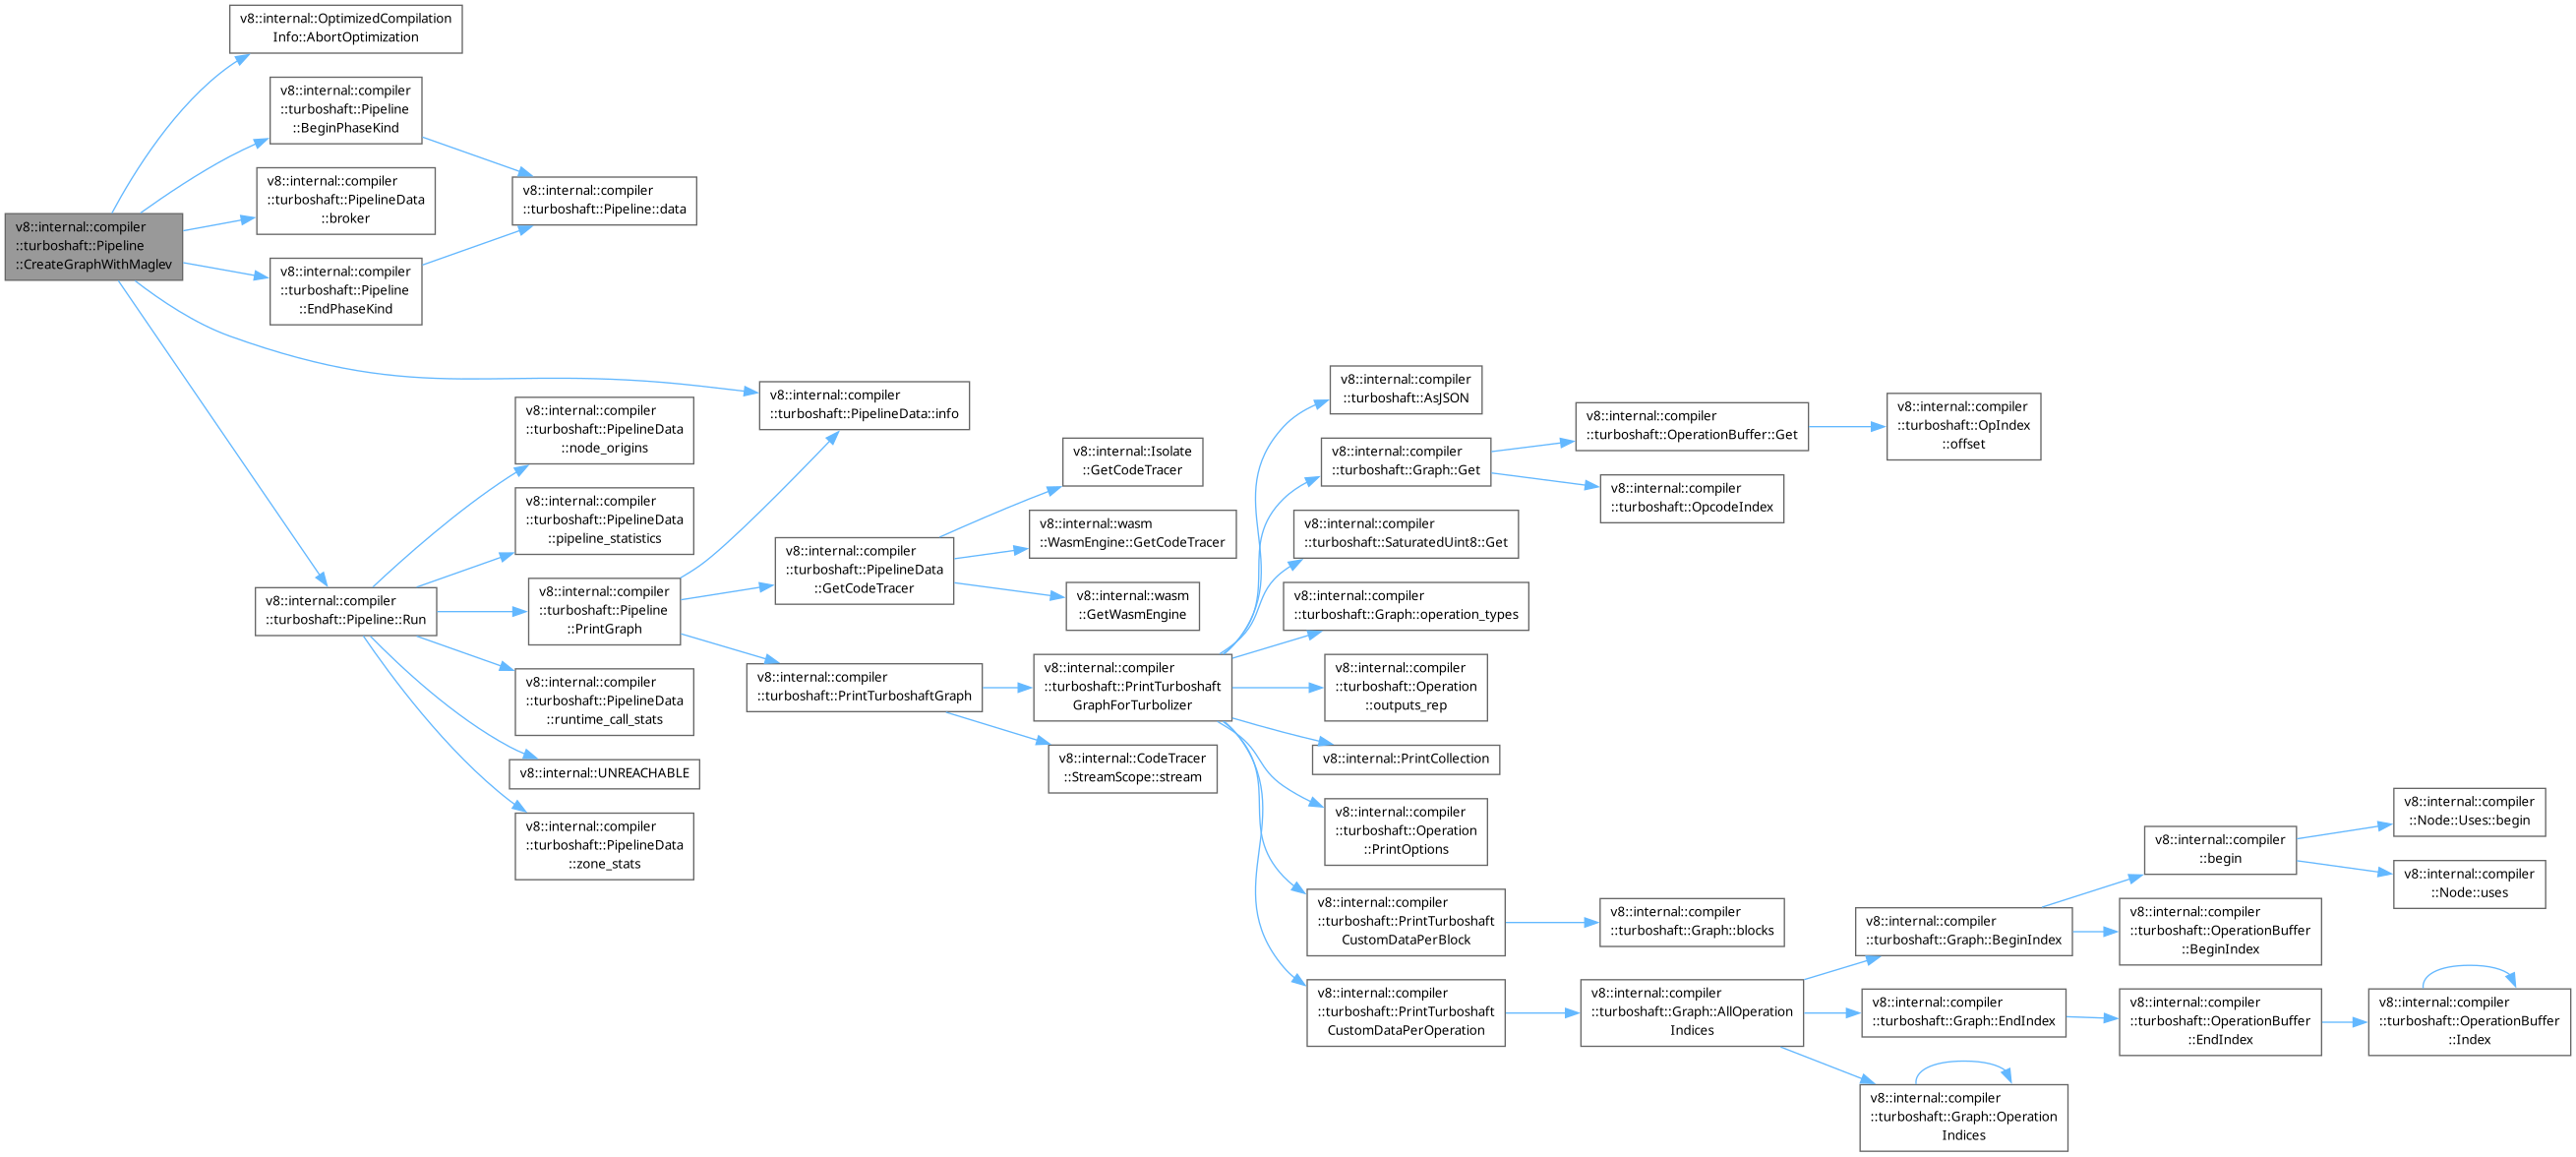 v8::internal::OptimizedCompilation
Info::AbortOptimization
v8::internal::compiler
::turboshaft::Pipeline
::BeginPhaseKind
v8::internal::compiler
::turboshaft::PipelineData
::broker
v8::internal::compiler
::turboshaft::Pipeline::data
v8::internal::compiler
::turboshaft::Pipeline
::CreateGraphWithMaglev
v8::internal::compiler
::turboshaft::Pipeline
::EndPhaseKind
v8::internal::compiler
::turboshaft::PipelineData::info
v8::internal::compiler
::turboshaft::PipelineData
::node_origins
v8::internal::compiler
::turboshaft::PipelineData
::pipeline_statistics
v8::internal::compiler
::turboshaft::Pipeline::Run
v8::internal::compiler
::turboshaft::Pipeline
::PrintGraph
v8::internal::compiler
::turboshaft::PipelineData
::runtime_call_stats
v8::internal::UNREACHABLE
v8::internal::compiler
::turboshaft::PipelineData
::zone_stats
v8::internal::compiler
::turboshaft::PipelineData
::GetCodeTracer
v8::internal::compiler
::turboshaft::PrintTurboshaftGraph
v8::internal::Isolate
::GetCodeTracer
v8::internal::wasm
::WasmEngine::GetCodeTracer
v8::internal::wasm
::GetWasmEngine
v8::internal::compiler
::turboshaft::PrintTurboshaft
GraphForTurbolizer
v8::internal::CodeTracer
::StreamScope::stream
v8::internal::compiler
::turboshaft::AsJSON
v8::internal::compiler
::turboshaft::Graph::Get
v8::internal::compiler
::turboshaft::SaturatedUint8::Get
v8::internal::compiler
::turboshaft::Graph::operation_types
v8::internal::compiler
::turboshaft::Operation
::outputs_rep
v8::internal::PrintCollection
v8::internal::compiler
::turboshaft::Operation
::PrintOptions
v8::internal::compiler
::turboshaft::PrintTurboshaft
CustomDataPerBlock
v8::internal::compiler
::turboshaft::PrintTurboshaft
CustomDataPerOperation
v8::internal::compiler
::turboshaft::OperationBuffer::Get
v8::internal::compiler
::turboshaft::OpcodeIndex
v8::internal::compiler
::turboshaft::OpIndex
::offset
v8::internal::compiler
::turboshaft::Graph::blocks
v8::internal::compiler
::turboshaft::Graph::AllOperation
Indices
v8::internal::compiler
::turboshaft::Graph::BeginIndex
v8::internal::compiler
::turboshaft::Graph::EndIndex
v8::internal::compiler
::turboshaft::Graph::Operation
Indices
v8::internal::compiler
::begin
v8::internal::compiler
::turboshaft::OperationBuffer
::BeginIndex
v8::internal::compiler
::turboshaft::OperationBuffer
::EndIndex
v8::internal::compiler
::Node::Uses::begin
v8::internal::compiler
::Node::uses
v8::internal::compiler
::turboshaft::OperationBuffer
::Index